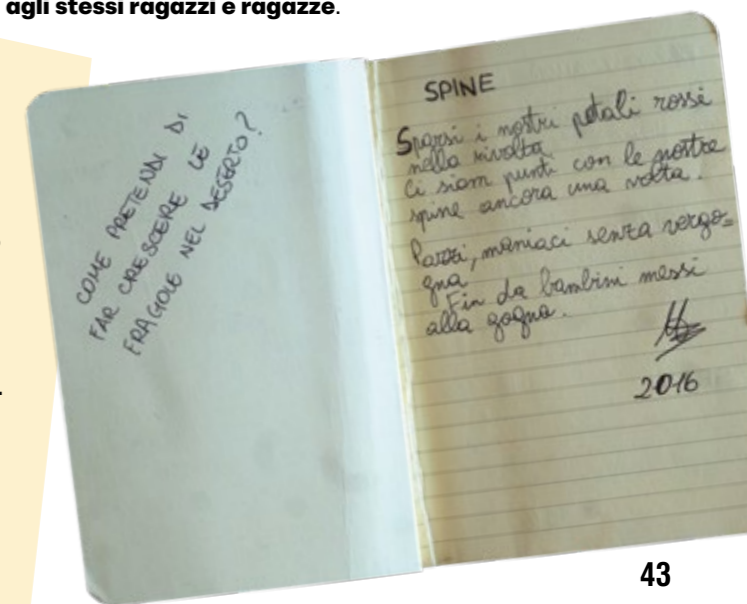 agli stessi ragazzi e ragazze.
COME PRETENDI DI
FAR CRESCERE LE
FRAGOLE NEL DESERTO?
SPINE
Sparsi i nostri petali rossi
nella rivolta
Ci siam punti con le nostre
spine ancora una volta.
Pazzi, maniaci senza vergo=
gna
Fin da bambini messi
alla gogna.
2016
43